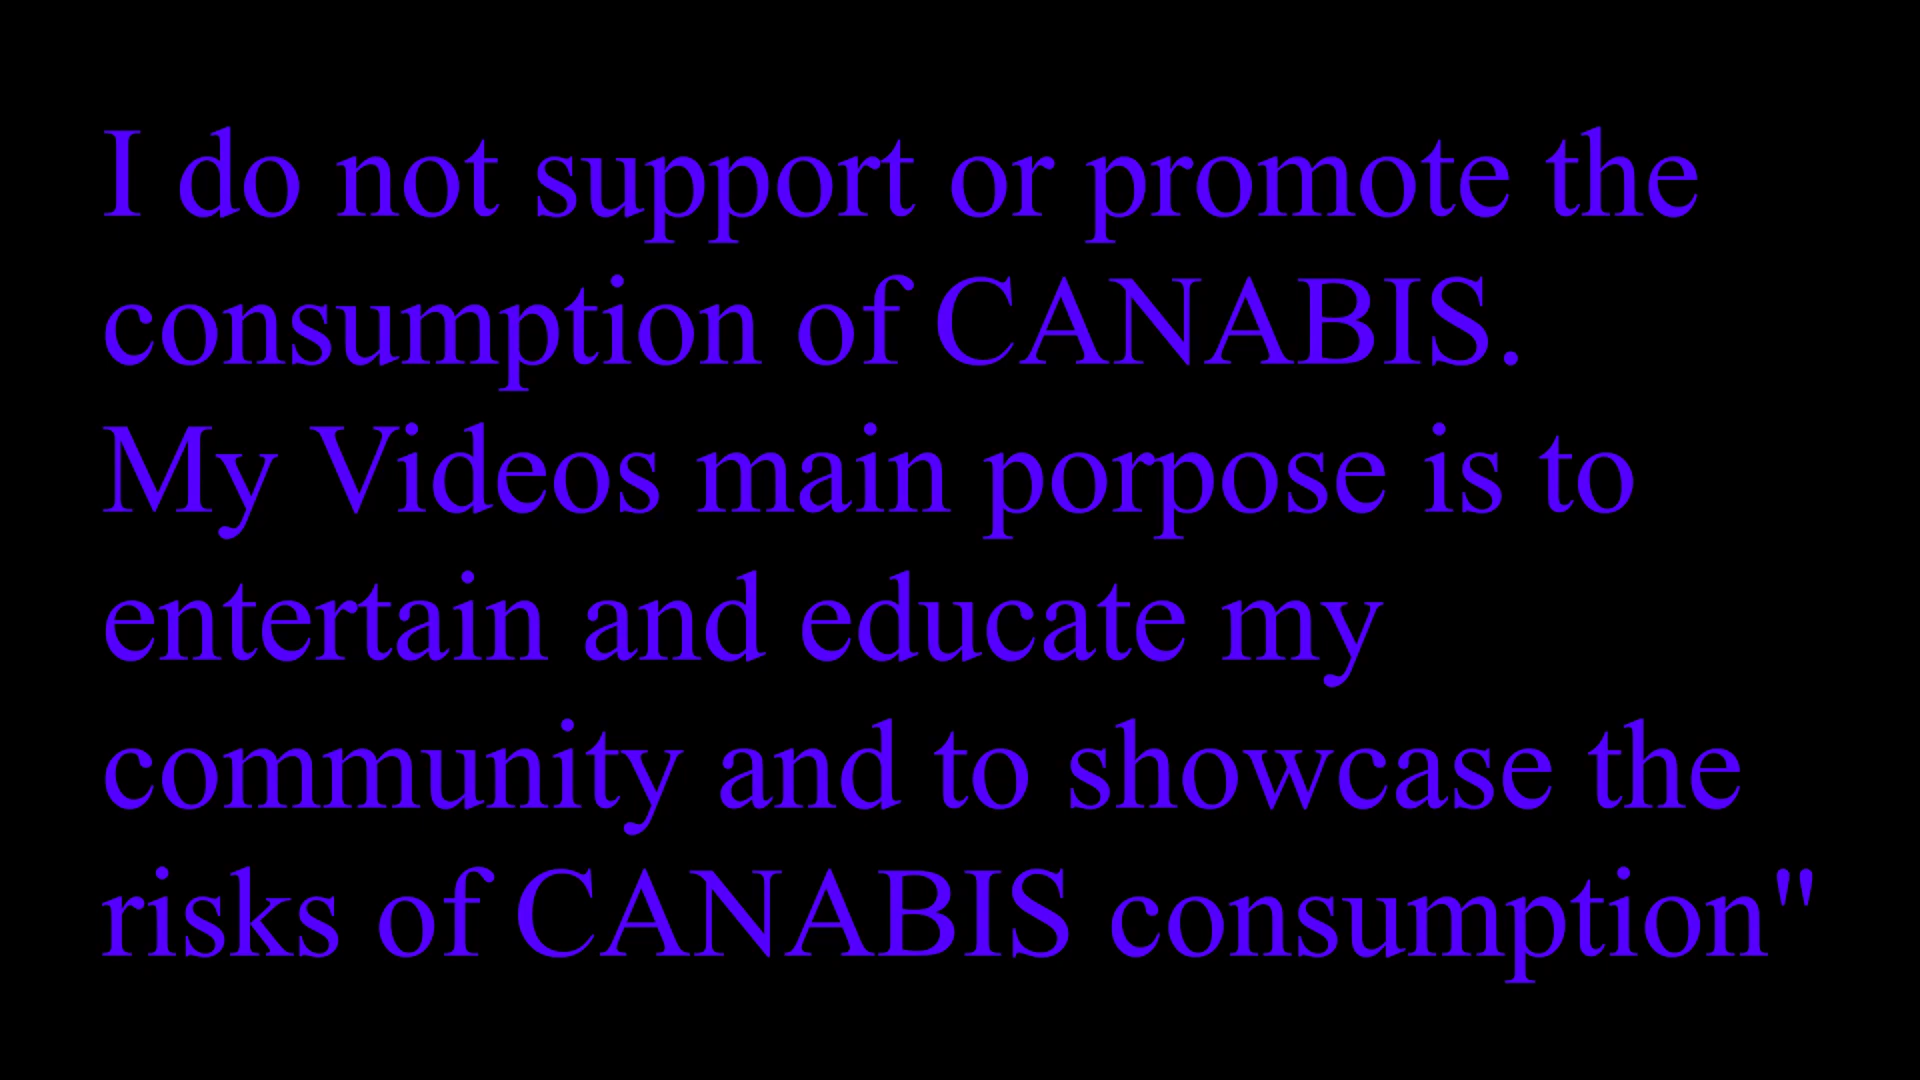 I do not support or promote the
consumption of CANABIS.
My Videos main porpose is to
entertain and educate my
community and to showcase the
risks of CANABIS consumption"